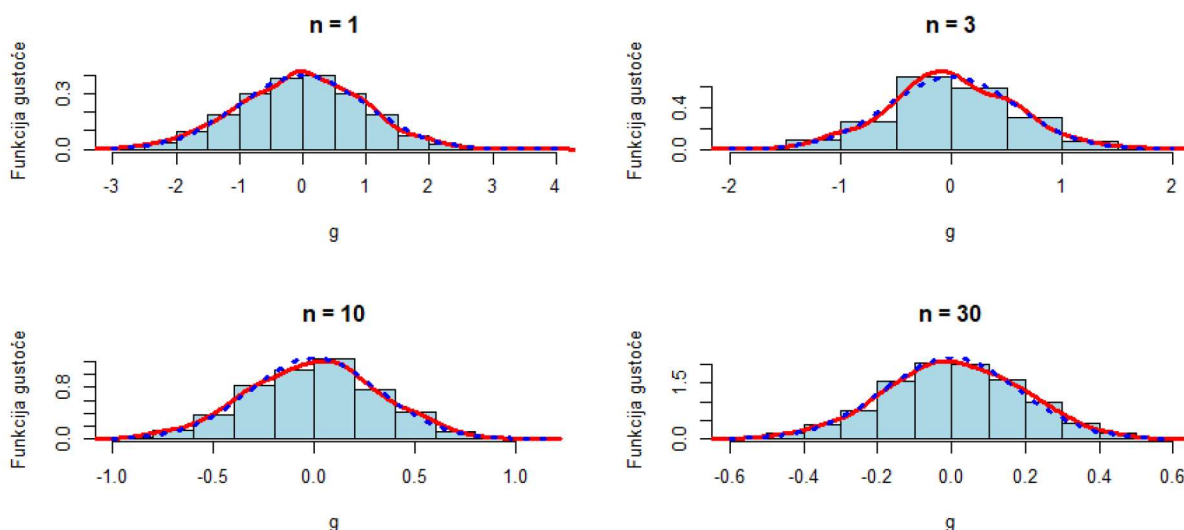 n = 1
Funkcija gustoće
0.0 0.3
-3 -2 -1 0 1 2 3 4
g
n = 3
Funkcija gustoće
0.0 0.4
-2 -1 0 1 2
g
n = 10
Funkcija gustoće
0.0 0.8
-1.0 -0.5 0.0 0.5 1.0
g
n = 30
Funkcija gustoće
0.0 1.5
-0.6 -0.4 -0.2 0.0 0.2 0.4 0.6
g